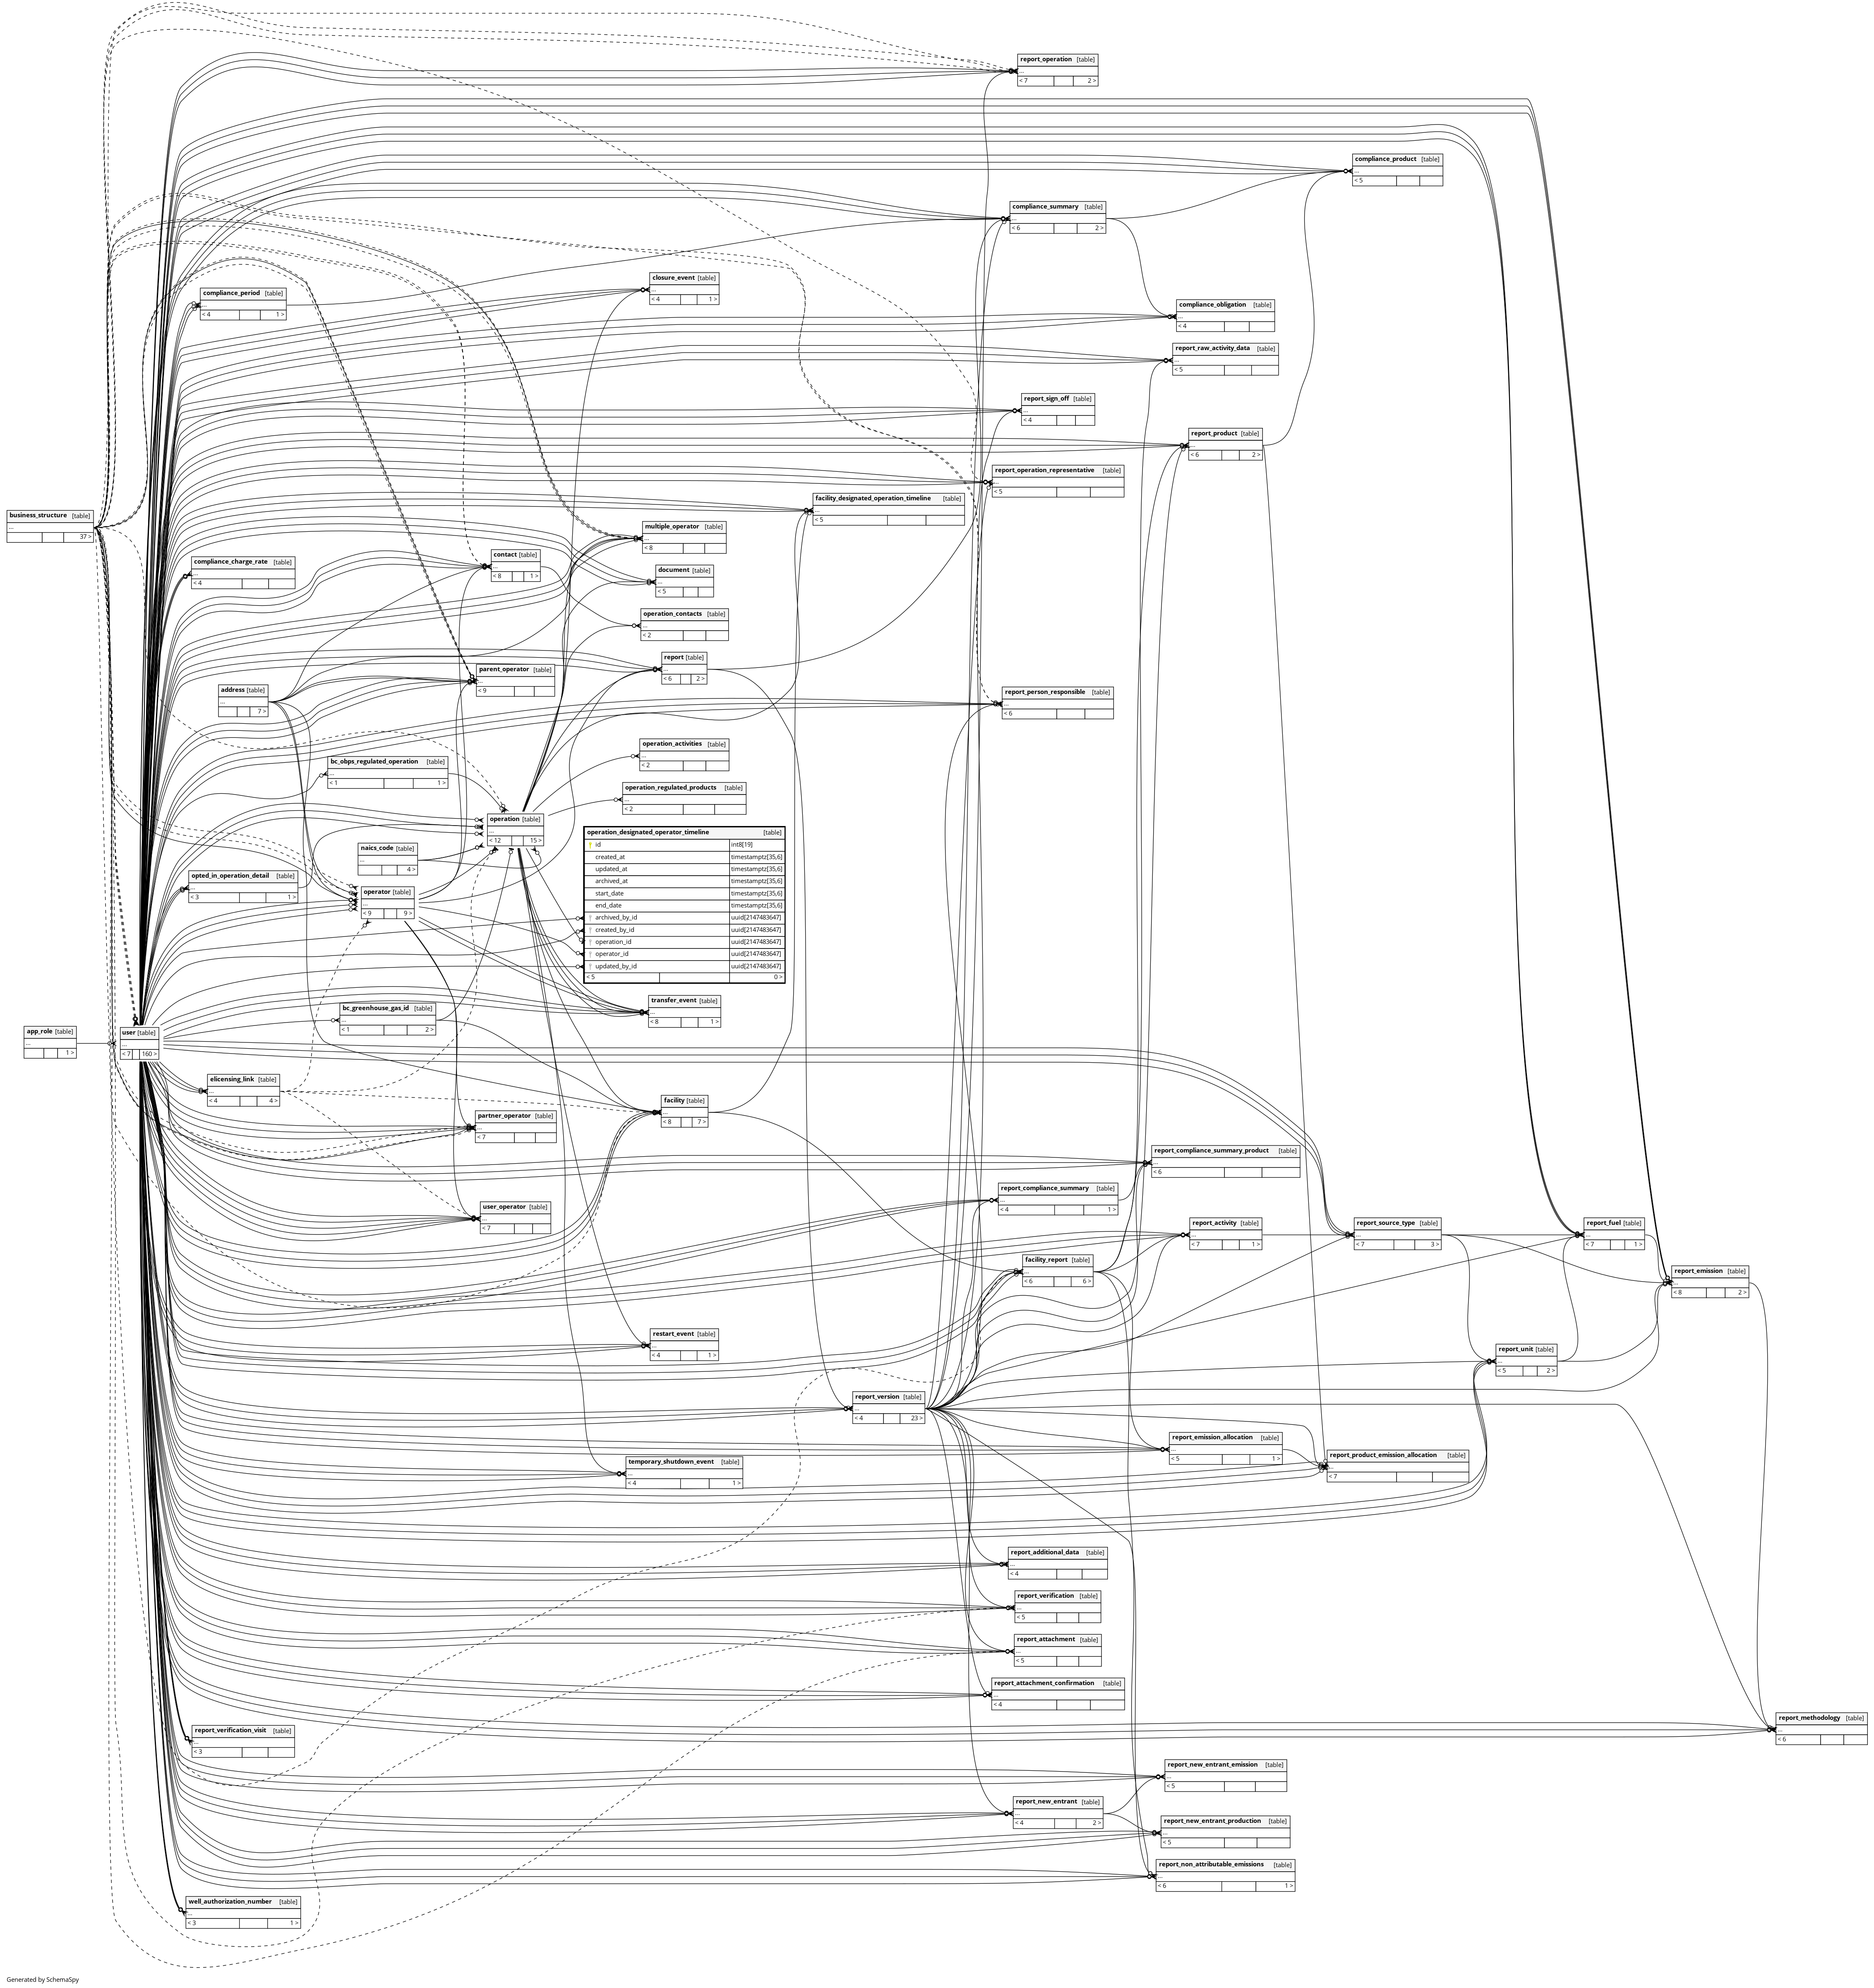 report_operation [table]
...
< 7 2 >
compliance_product [table]
...
< 5
compliance_summary [table]
...
< 6 2 >
closure_event [table]
...
< 4 1 >
compliance_period [table]
...
< 4 1 >
compliance_obligation [table]
...
< 4
report_raw_activity_data [table]
...
< 5
report_sign_off [table]
...
< 4
report_product [table]
...
< 6 2 >
report_operation_representative [table]
...
< 5
facility_designated_operation_timeline [table]
...
< 5
business_structure [table]
...
37 >
multiple_operator [table]
...
< 8
contact [table]
...
< 8 1 >
compliance_charge_rate [table]
...
< 4
document [table]
...
< 5
operation_contacts [table]
...
< 2
report [table]
...
< 6 2 >
parent_operator [table]
...
< 9
address [table]
...
7 >
report_person_responsible [table]
...
< 6
operation_activities [table]
...
< 2
bc_obps_regulated_operation [table]
...
< 1 1 >
operation_regulated_products [table]
...
< 2
operation [table]
...
< 12 15 >
operation_designated_operator_timeline [table]
id int8[19]
created_at timestamptz[35,6]
updated_at timestamptz[35,6]
archived_at timestamptz[35,6]
start_date timestamptz[35,6]
end_date timestamptz[35,6]
archived_by_id uuid[2147483647]
created_by_id uuid[2147483647]
operation_id uuid[2147483647]
operator_id uuid[2147483647]
updated_by_id uuid[2147483647]
< 5 0 >
naics_code [table]
...
4 >
opted_in_operation_detail [table]
...
< 3 1 >
operator [table]
...
< 9 9 >
transfer_event [table]
...
< 8 1 >
bc_greenhouse_gas_id [table]
...
< 1 2 >
app_role [table]
...
1 >
user [table]
...
< 7 160 >
elicensing_link [table]
...
< 4 4 >
facility [table]
...
< 8 7 >
partner_operator [table]
...
< 7
report_compliance_summary_product [table]
...
< 6
report_compliance_summary [table]
...
< 4 1 >
user_operator [table]
...
< 7
report_activity [table]
...
< 7 1 >
report_source_type [table]
...
< 7 3 >
report_fuel [table]
...
< 7 1 >
facility_report [table]
...
< 6 6 >
report_emission [table]
...
< 8 2 >
restart_event [table]
...
< 4 1 >
report_unit [table]
...
< 5 2 >
report_version [table]
...
< 4 23 >
report_emission_allocation [table]
...
< 5 1 >
report_product_emission_allocation [table]
...
< 7
temporary_shutdown_event [table]
...
< 4 1 >
report_additional_data [table]
...
< 4
report_verification [table]
...
< 5
report_attachment [table]
...
< 5
report_attachment_confirmation [table]
...
< 4
report_methodology [table]
...
< 6
report_verification_visit [table]
...
< 3
report_new_entrant_emission [table]
...
< 5
report_new_entrant [table]
...
< 4 2 >
report_new_entrant_production [table]
...
< 5
report_non_attributable_emissions [table]
...
< 6 1 >
well_authorization_number [table]
...
< 3 1 >
Generated by SchemaSpy